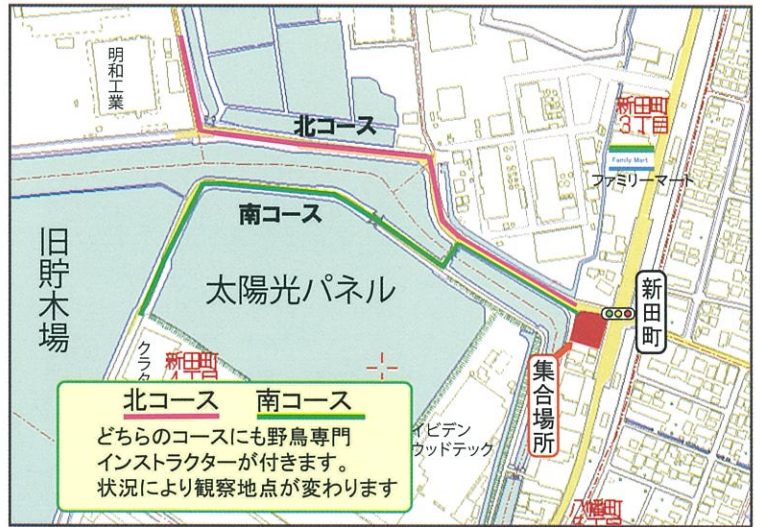 明和工業
北コース
新田町
3丁目
Family Mart
ファミリーマート
南コース
旧貯木場
太陽光パネル
新田町
集合場所
クラタ
新田町
イビデン
ウッドテック
北コース 南コース
どちらのコースにも野鳥専門
インストラクターが付きます。
状況により観察地点が変わります